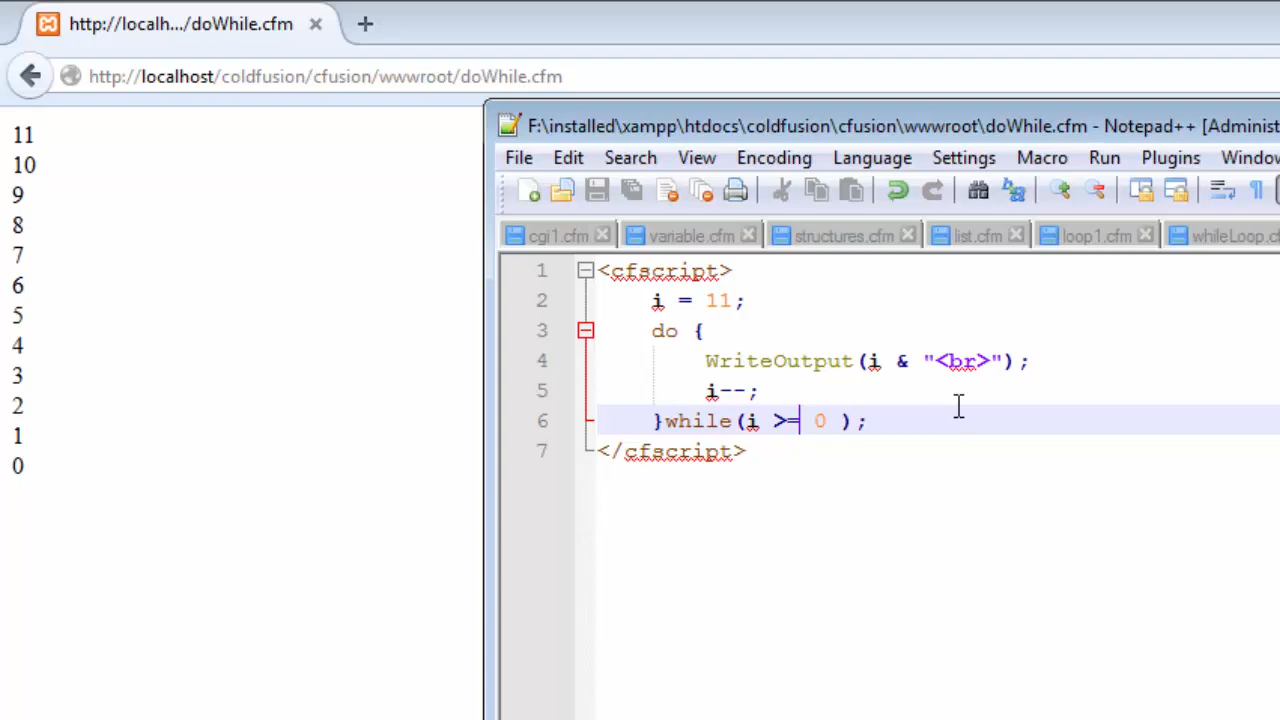 http://localh.../doWhile.cfm
http://localhost/coldfusion/cfusion/wwwroot/doWhile.cfm
11
10
9
8
7
6
5
4
3
2
1
0
F:\installed\xampp\htdocs\coldfusion\cfusion\wwwroot\doWhile.cfm - Notepad++ [Administ
File Edit Search View Encoding Language Settings Macro Run Plugins Window
cgi1.cfm variable.cfm structures.cfm list.cfm loop1.cfm whileLoop.cf
1 <cfscript>
2 i = 11;
3 do {
4 WriteOutput(i & "<br>");
5 i--;
6 }while(i >= 0 );
7 </cfscript>